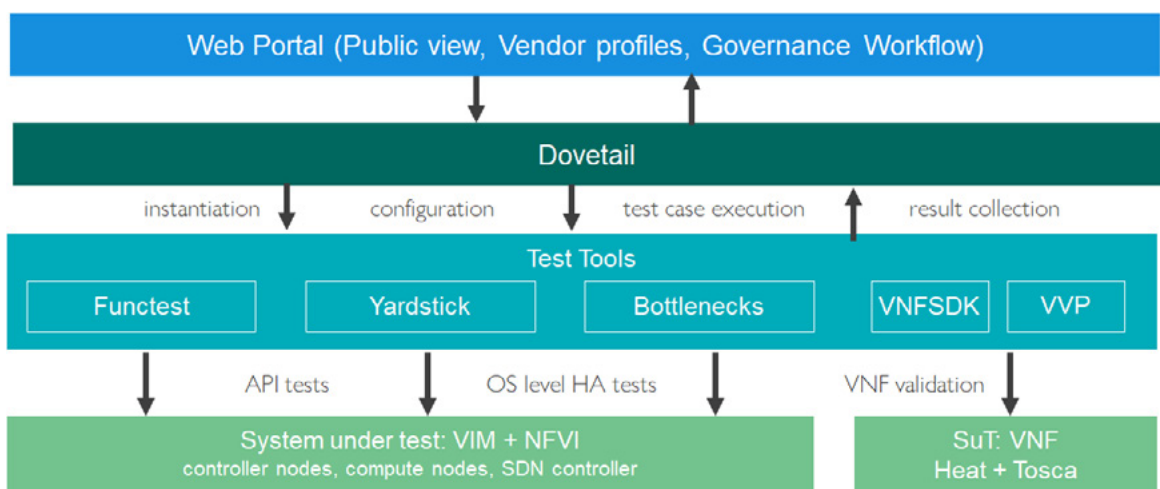 Web Portal (Public view, Vendor profiles, Governance Workflow)
Dovetail
instantiation configuration test case execution result collection
Test Tools
Functest Yardstick Bottlenecks VNFSDK VVP
API tests OS level HA tests VNF validation
System under test: VIM + NFVI
controller nodes, compute nodes, SDN controller
SuT: VNF
Heat + Tosca